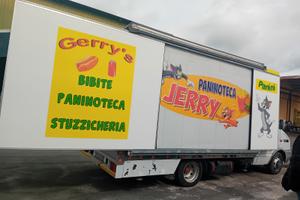 Gerry's
BIBITE
PANINOTECA
STUZZICHERIA
PANINOTECA
JERRY
Panini